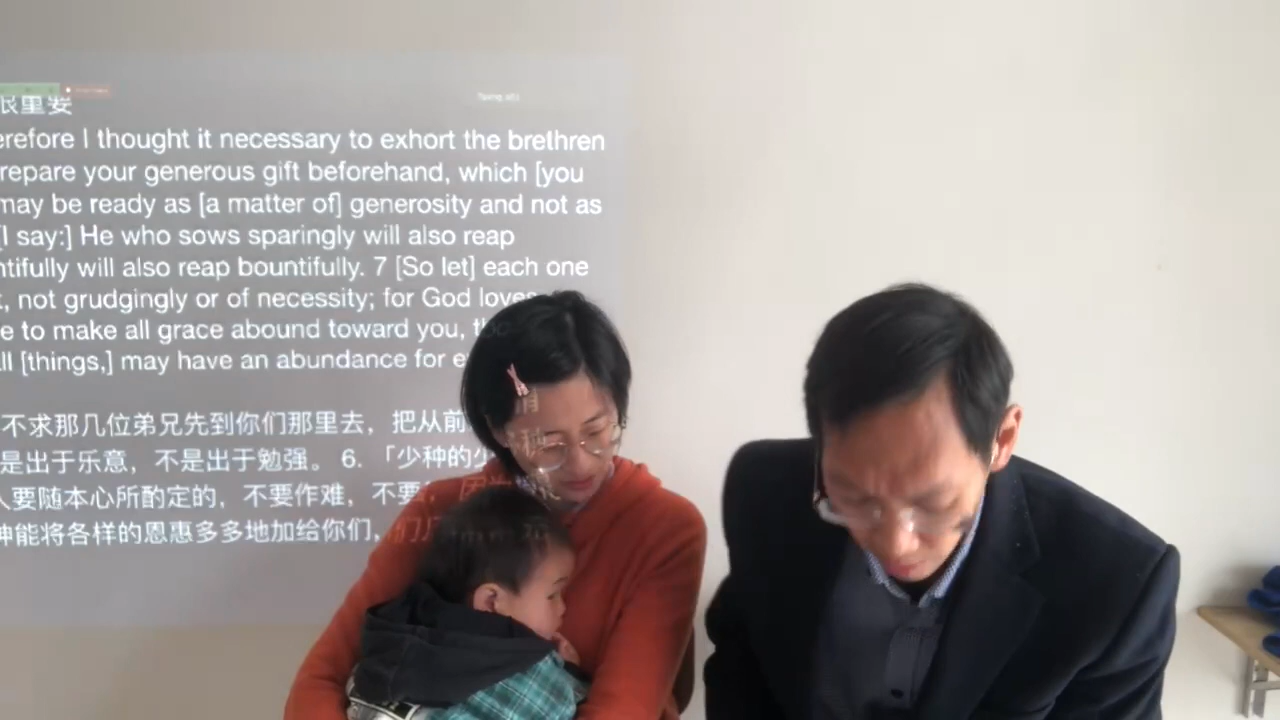 很重要
erefore I thought it necessary to exhort the brethren
repare your generous gift beforehand, which [you
may be ready as [a matter of] generosity and not as
[I say:] He who sows sparingly will also reap
ntifully will also reap bountifully. 7 [So let] each one
t, not grudgingly or of necessity; for God loves
e to make all grace abound toward you, th
ll [things,] may have an abundance for e
不求那几位弟兄先到你们那里去，把从前
是出于乐意，不是出于勉强。 6. 「少种的少
人要随本心所酌定的，不要作难，不要
神能将各样的恩惠多多地加给你们，